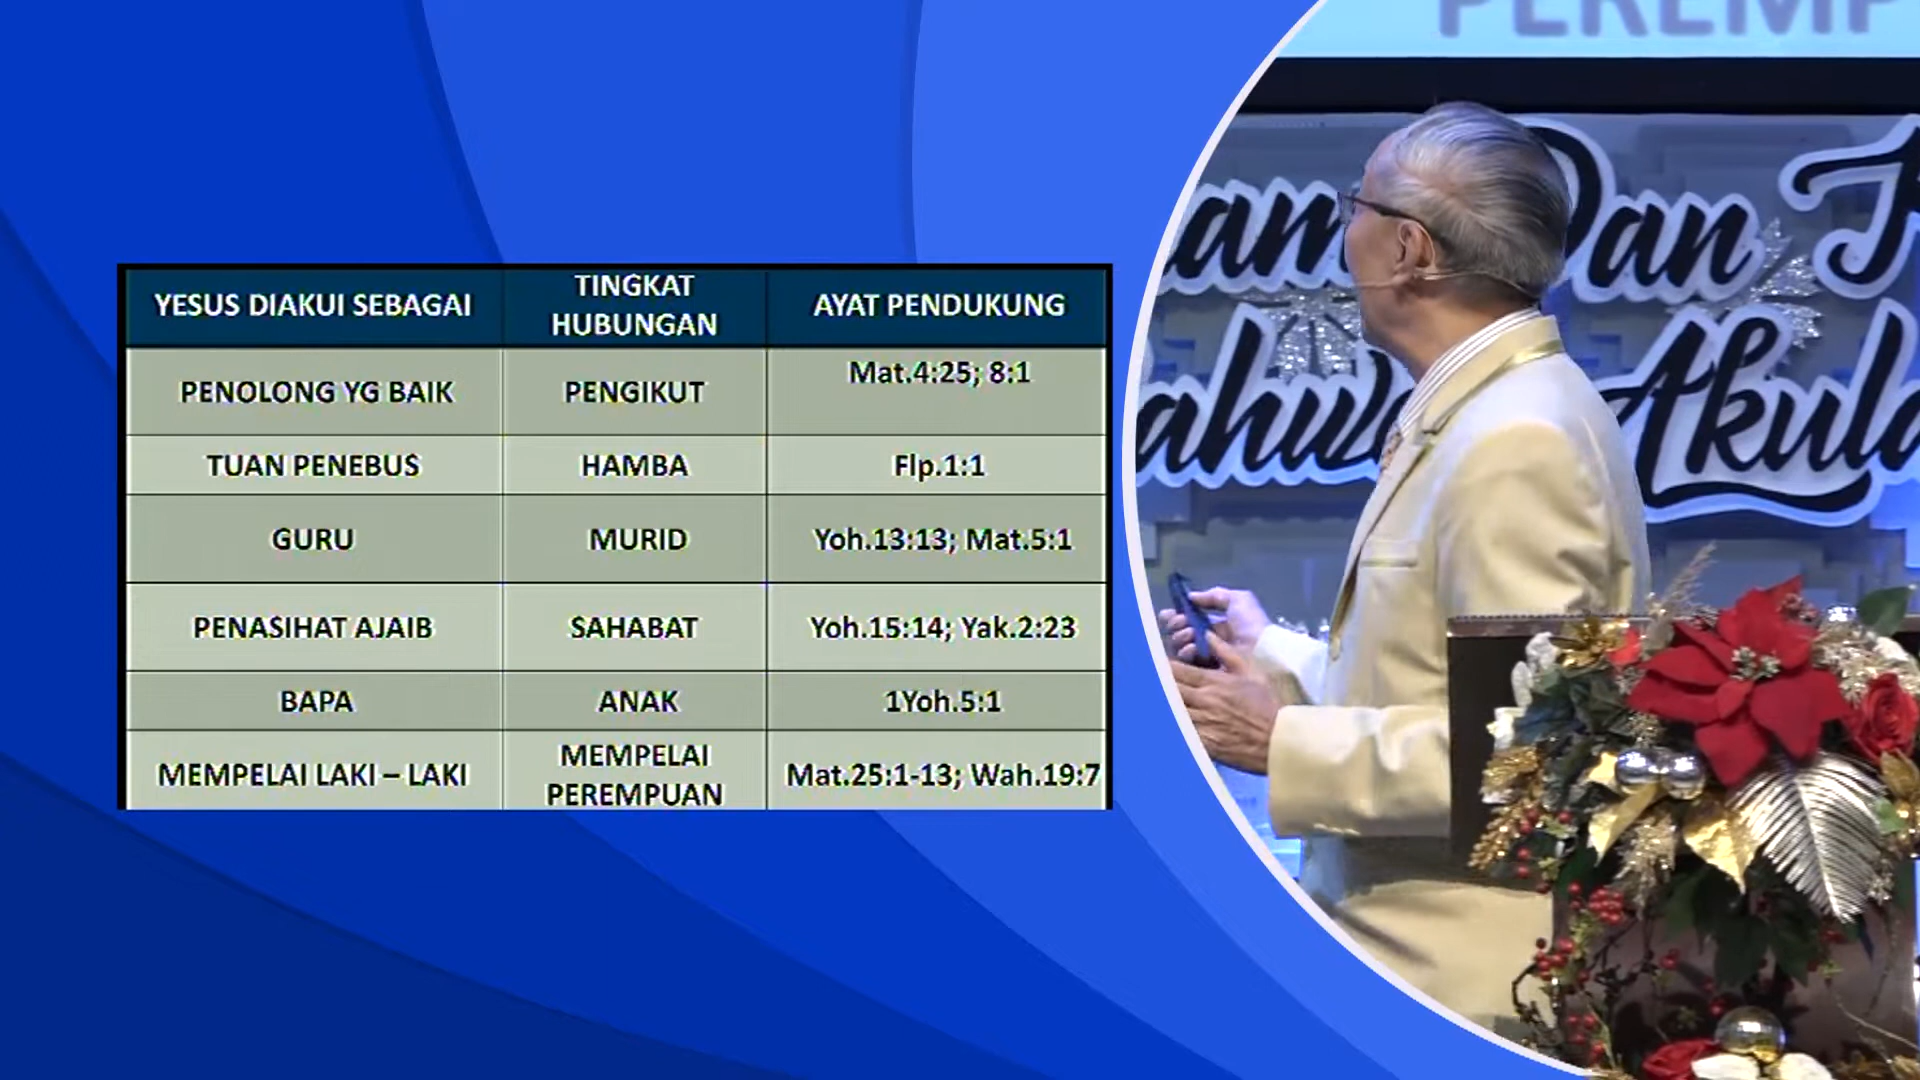 YESUS DIAKUI SEBAGAI
TINGKAT
HUBUNGAN
AYAT PENDUKUNG
PENOLONG YG BAIK
PENGIKUT
Mat.4:25; 8:1
TUAN PENEBUS
HAMBA
Flp.1:1
GURU
MURID
Yoh.13:13; Mat.5:1
PENASIHAT AJAIB
SAHABAT
Yoh.15:14; Yak.2:23
BAPA
ANAK
1Yoh.5:1
MEMPELAI LAKI – LAKI
MEMPELAI
PEREMPUAN
Mat.25:1-13; Wah.19:7
Dan